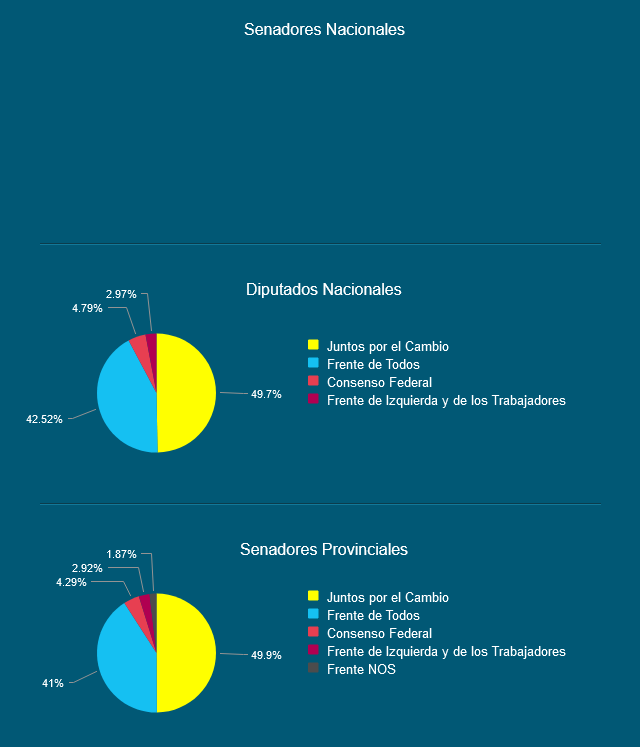 Senadores Nacionales
Diputados Nacionales
2.97%
4.79%
42.52%
49.7%
Juntos por el Cambio
Frente de Todos
Consenso Federal
Frente de Izquierda y de los Trabajadores
Senadores Provinciales
1.87%
2.92%
4.29%
41%
49.9%
Juntos por el Cambio
Frente de Todos
Consenso Federal
Frente de Izquierda y de los Trabajadores
Frente NOS